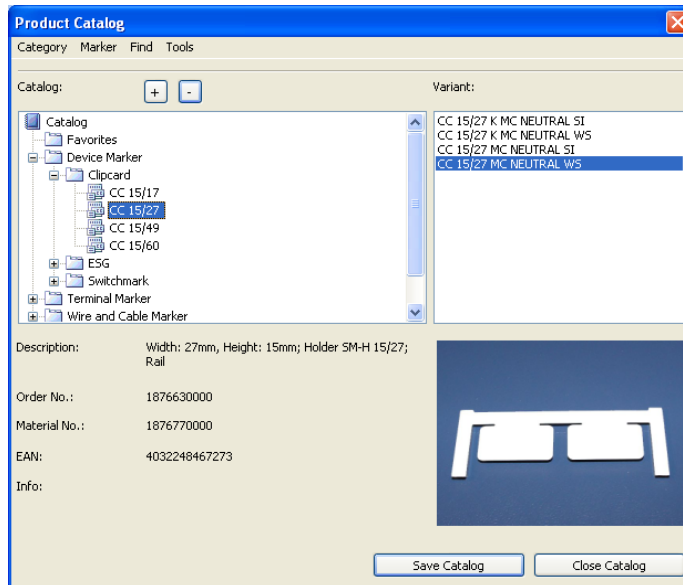 Product Catalog
Category Marker Find Tools
Catalog:
+ -
Variant:
Catalog
Favorites
Device Marker
Clipcard
CC 15/17
CC 15/27
CC 15/49
CC 15/60
ESG
Switchmark
Terminal Marker
Wire and Cable Marker
CC 15/27 K MC NEUTRAL SI
CC 15/27 K MC NEUTRAL WS
CC 15/27 MC NEUTRAL SI
CC 15/27 MC NEUTRAL WS
Description: Width: 27mm, Height: 15mm; Holder SM-H 15/27;
Rail
Order No.: 1876630000
Material No.: 1876770000
EAN: 4032248467273
Info:
Save Catalog Close Catalog